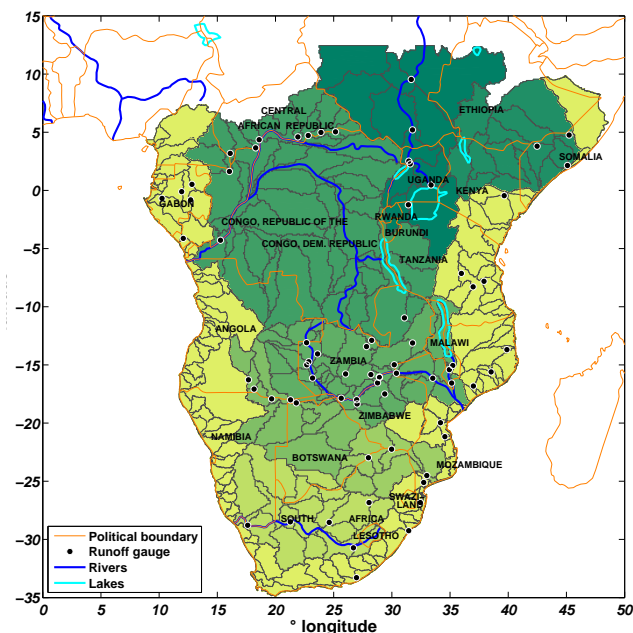 15
10
5
0
−5
−10
−15
−20
−25
−30
−35
CENTRAL
AFRICAN REPUBLIC
ETHIOPIA
SOMALIA
UGANDA
KENYA
GABON
RWANDA
CONGO, REPUBLIC OF THE
BURUNDI
CONGO, DEM. REPUBLIC
TANZANIA
ANGOLA
MALAWI
ZAMBIA
ZIMBABWE
NAMIBIA
BOTSWANA
MOZAMBIQUE
SWAZI
LAND
SOUTH AFRICA
LESOTHO
Political boundary
Runoff gauge
Rivers
Lakes
0 5 10 15 20 25 30 35 40 45 50
° longitude